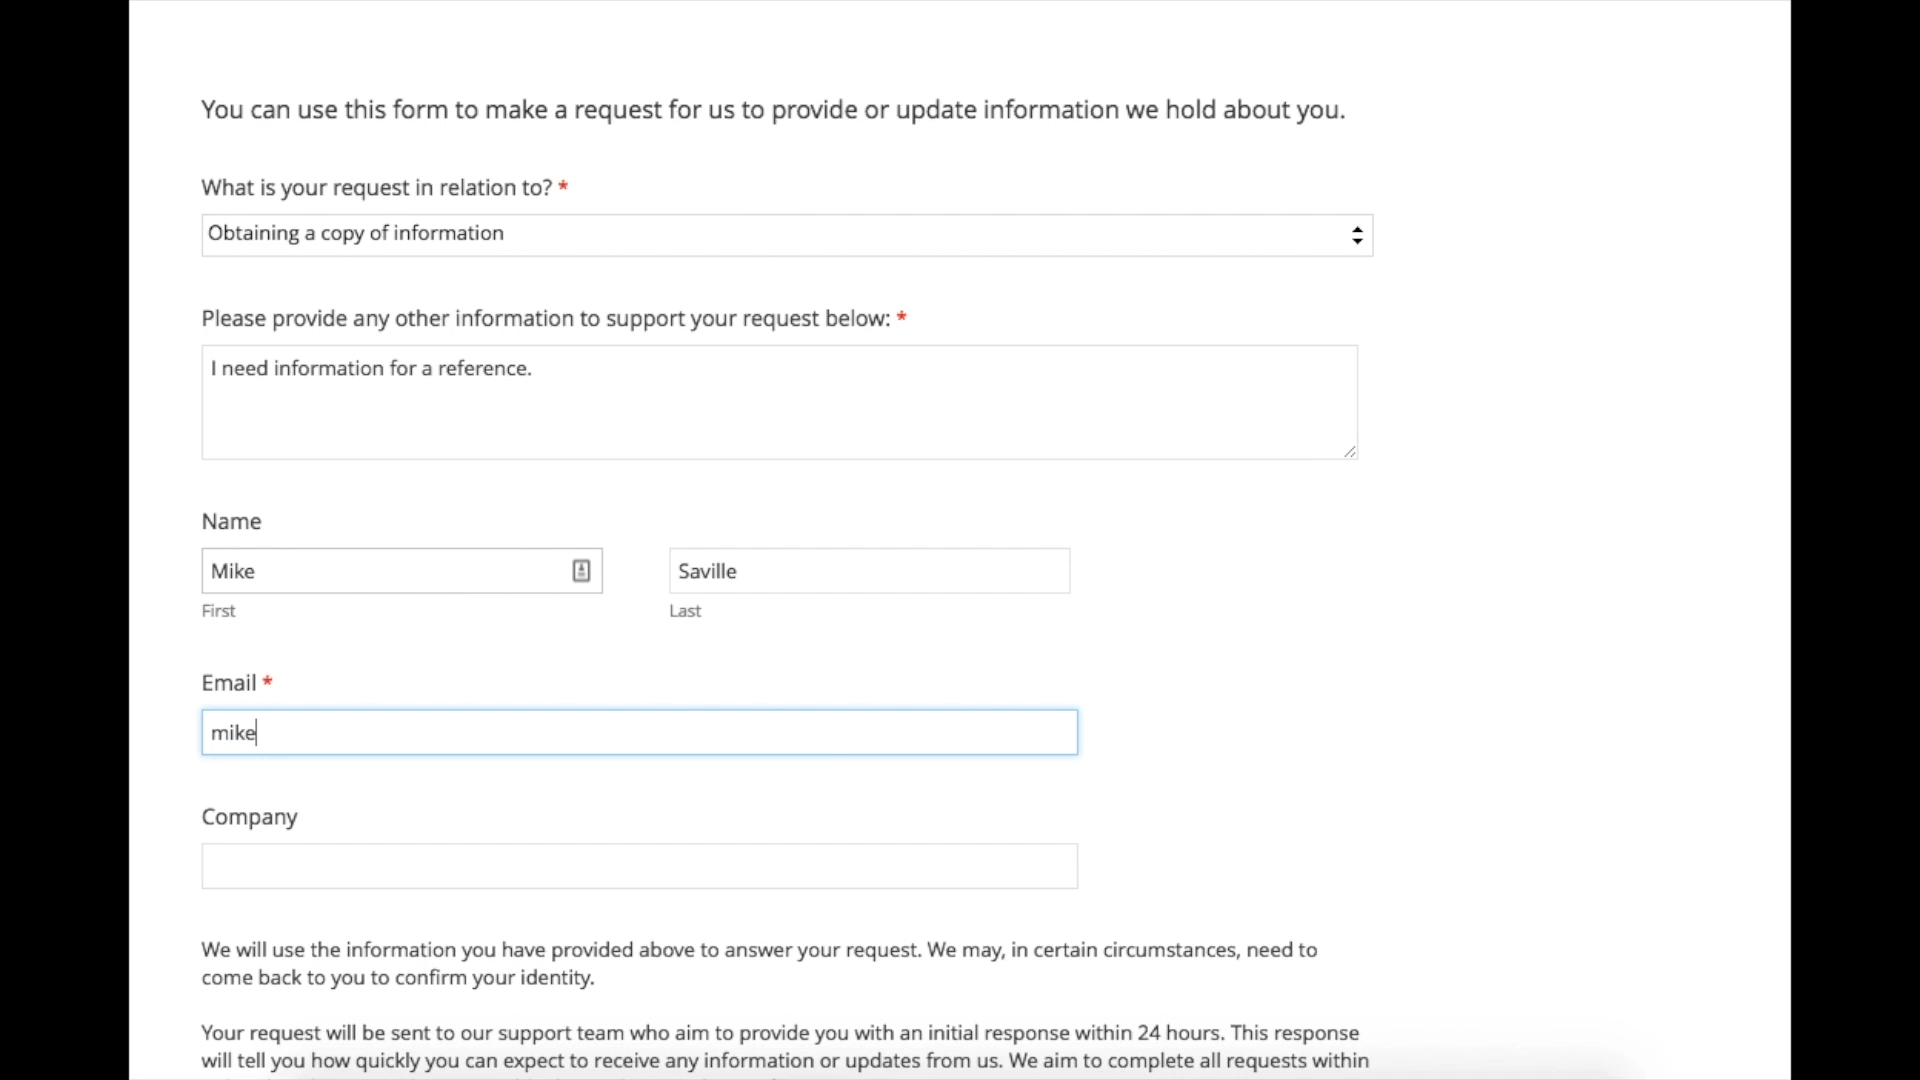 You can use this form to make a request for us to provide or update information we hold about you.
What is your request in relation to? *
Obtaining a copy of information
Please provide any other information to support your request below: *
I need information for a reference.
Name
Mike
Saville
First
Last
Email *
mike
Company
We will use the information you have provided above to answer your request. We may, in certain circumstances, need to
come back to you to confirm your identity.
Your request will be sent to our support team who aim to provide you with an initial response within 24 hours. This response
will tell you how quickly you can expect to receive any information or updates from us. We aim to complete all requests within